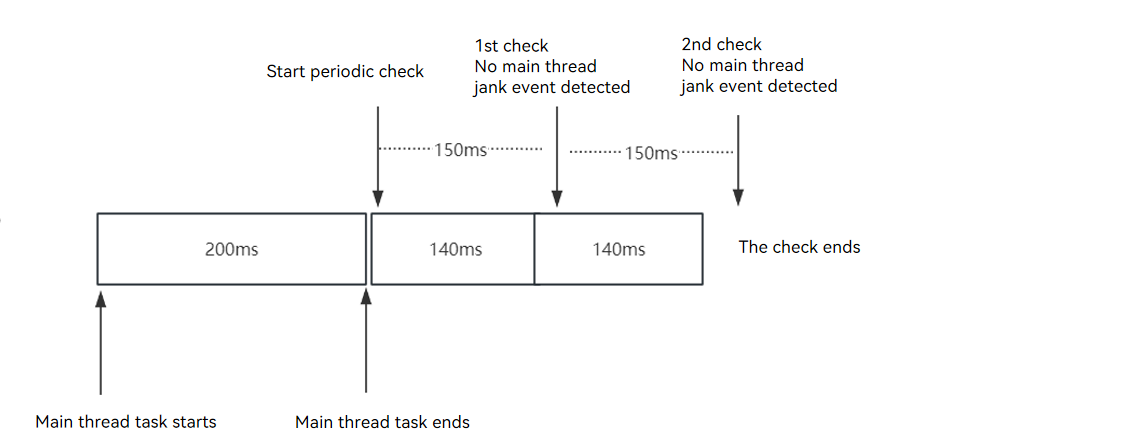 Start periodic check
1st check
No main thread
jank event detected
2nd check
No main thread
jank event detected
150ms
150ms
200ms
140ms
140ms
The check ends
Main thread task starts
Main thread task ends